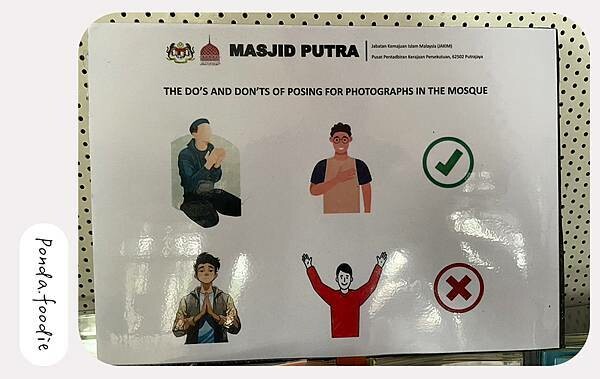 MASJID PUTRA
Jabatan Kemajuan Islam Malaysia (JAKIM)
Pusat Pentadbiran Kerajaan Persekutuan, 62502 Putrajaya
THE DO'S AND DON'TS OF POSING FOR PHOTOGRAPHS IN THE MOSQUE
Ponda.foodie